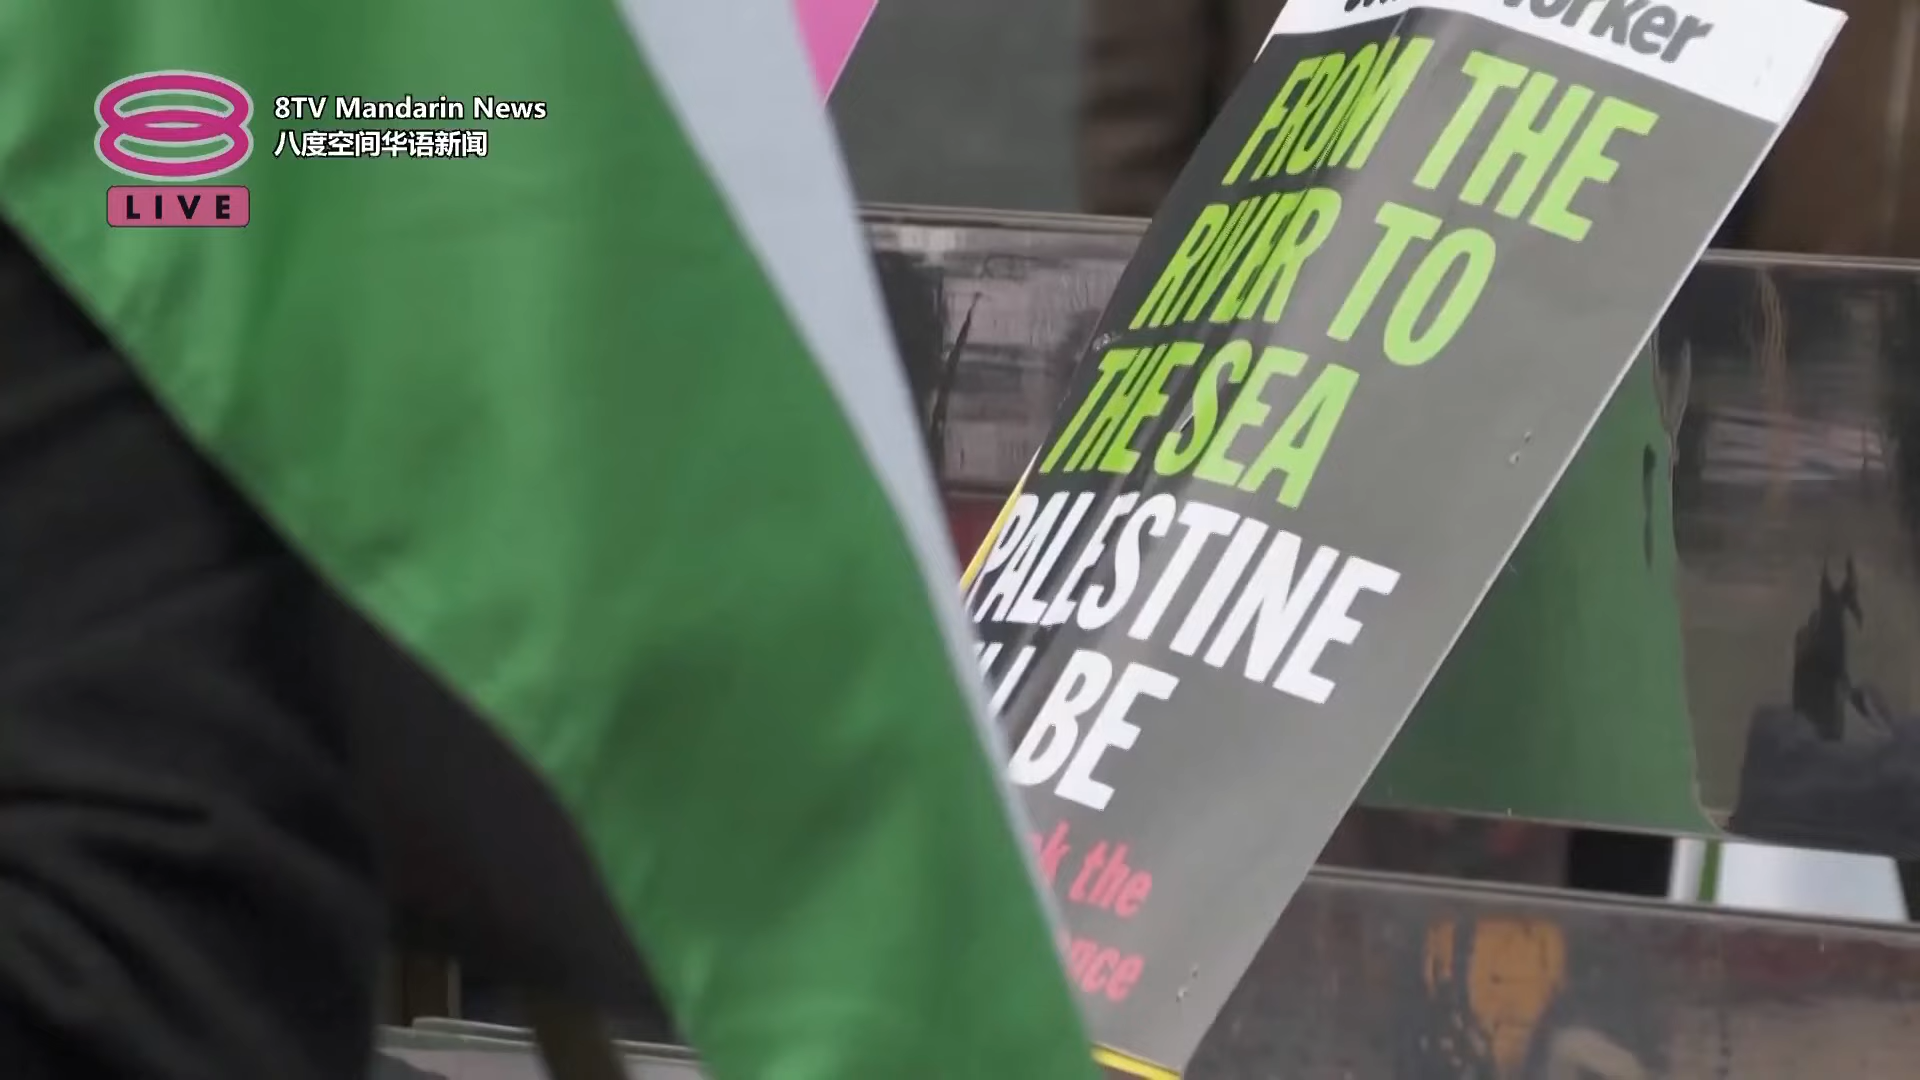 8TV Mandarin News
八度空间华语新闻
LIVE
FROM THE
RIVER TO
THE SEA
PALESTINE
BE
the